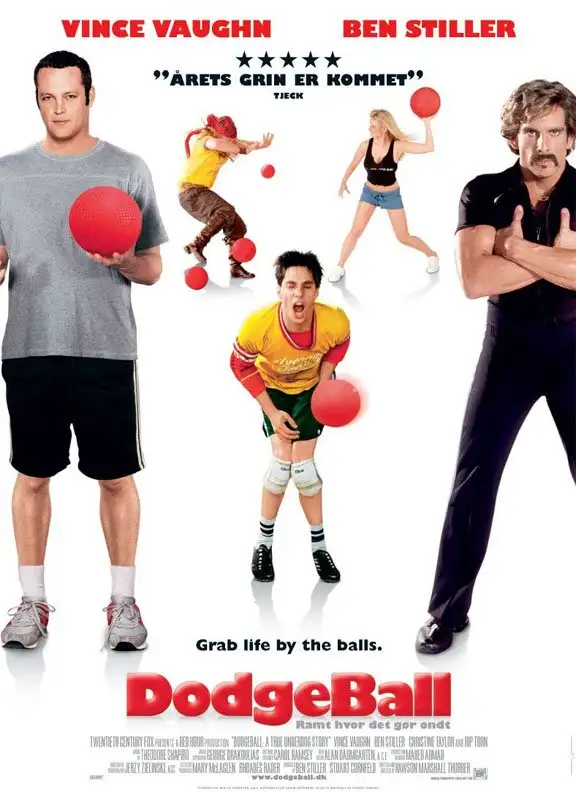 VINCE VAUGHN BEN STILLER
"ÅRETS GRIN ER KOMMET"
TJECK
Grab life by the balls.
DodgeBall
Ramt hvor det gør ondt
TWENTIETH CENTURY FOX PRESENTS A RED HOUR PRODUCTION "DODGEBALL: A TRUE UNDERDOG STORY" VINCE VAUGHN BEN STILLER CHRISTINE TAYLOR AND RIP TORN
THEODORE SHAPIRO GEORGE DRAKOULIAS CAROL RAMSEY ALAN BAUMGARTEN, A.C.E. MAHER AHMAD
JERZY ZIELINSKI, A.S.C. MARY McLAGLEN RHOADES RADER BEN STILLER STUART CORNFELD RAWSON MARSHALL THURBER
www.dodgeball.dk